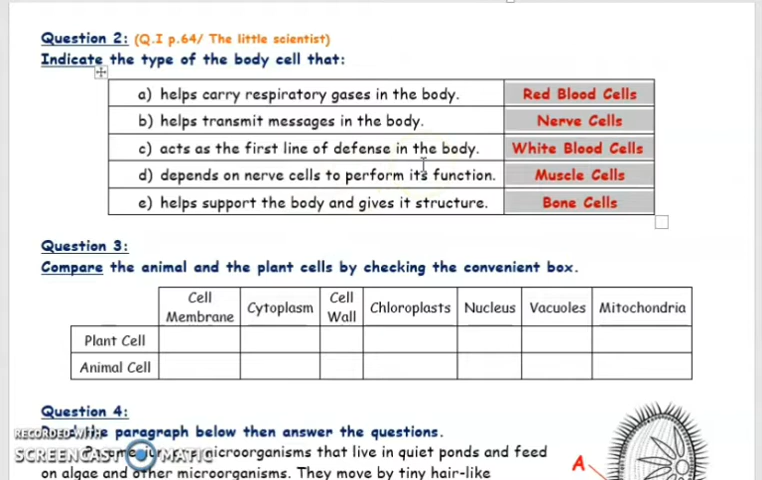 Question 2: (Q.I p.64/ The little scientist)
Indicate the type of the body cell that:
a) helps carry respiratory gases in the body. Red Blood Cells
b) helps transmit messages in the body. Nerve Cells
c) acts as the first line of defense in the body. White Blood Cells
d) depends on nerve cells to perform its function. Muscle Cells
e) helps support the body and gives it structure. Bone Cells
Question 3:
Compare the animal and the plant cells by checking the convenient box.
Cell Membrane Cytoplasm Cell Wall Chloroplasts Nucleus Vacuoles Mitochondria
Plant Cell
Animal Cell
Question 4:
the paragraph below then answer the questions.
RECORDED WITH
microorganisms that live in quiet ponds and feed
SCREENCAST MATIC
on algae and other microorganisms. They move by tiny hair-like
A